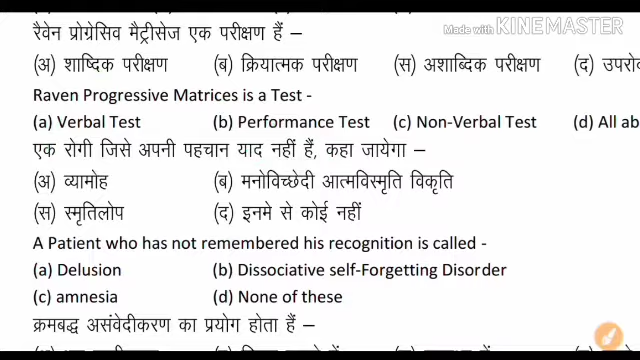 Made with KINEMASTER
रैवेन प्रोग्रेसिव मैट्रीसेज एक परीक्षण हैं –
(अ) शाष्दिक परीक्षण (ब) क्रियात्मक परीक्षण (स) अशाब्दिक परीक्षण (द)
Raven Progressive Matrices is a Test -
(a) Verbal Test (b) Performance Test (c) Non-Verbal Test (d) All
एक रोगी जिसे अपनी पहचान याद नहीं हैं, कहा जायेगा –
(अ) व्यामोह (ब) मनोविच्छेदी आत्मविस्मृति विकृति
(स) स्मृतिलोप (द) इनमे से कोई नहीं
A Patient who has not remembered his recognition is called -
(a) Delusion (b) Dissociative self-Forgetting Disorder
(c) amnesia (d) None of these
क्रमबद्ध असंवेदीकरण का प्रयोग होता हैं –